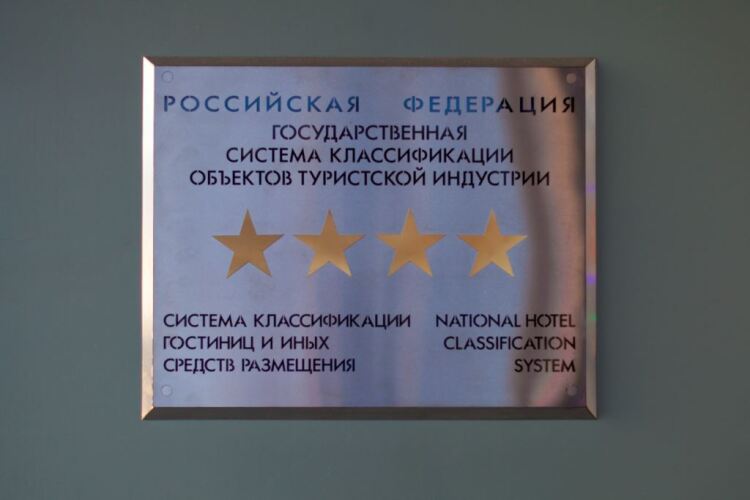 РОССИЙСКАЯ ФЕДЕРАЦИЯ
ГОСУДАРСТВЕННАЯ
СИСТЕМА КЛАССИФИКАЦИИ
ОБЪЕКТОВ ТУРИСТСКОЙ ИНДУСТРИИ
СИСТЕМА КЛАССИФИКАЦИИ
ГОСТИНИЦ И ИНЫХ
СРЕДСТВ РАЗМЕЩЕНИЯ
NATIONAL HOTEL
CLASSIFICATION
SYSTEM